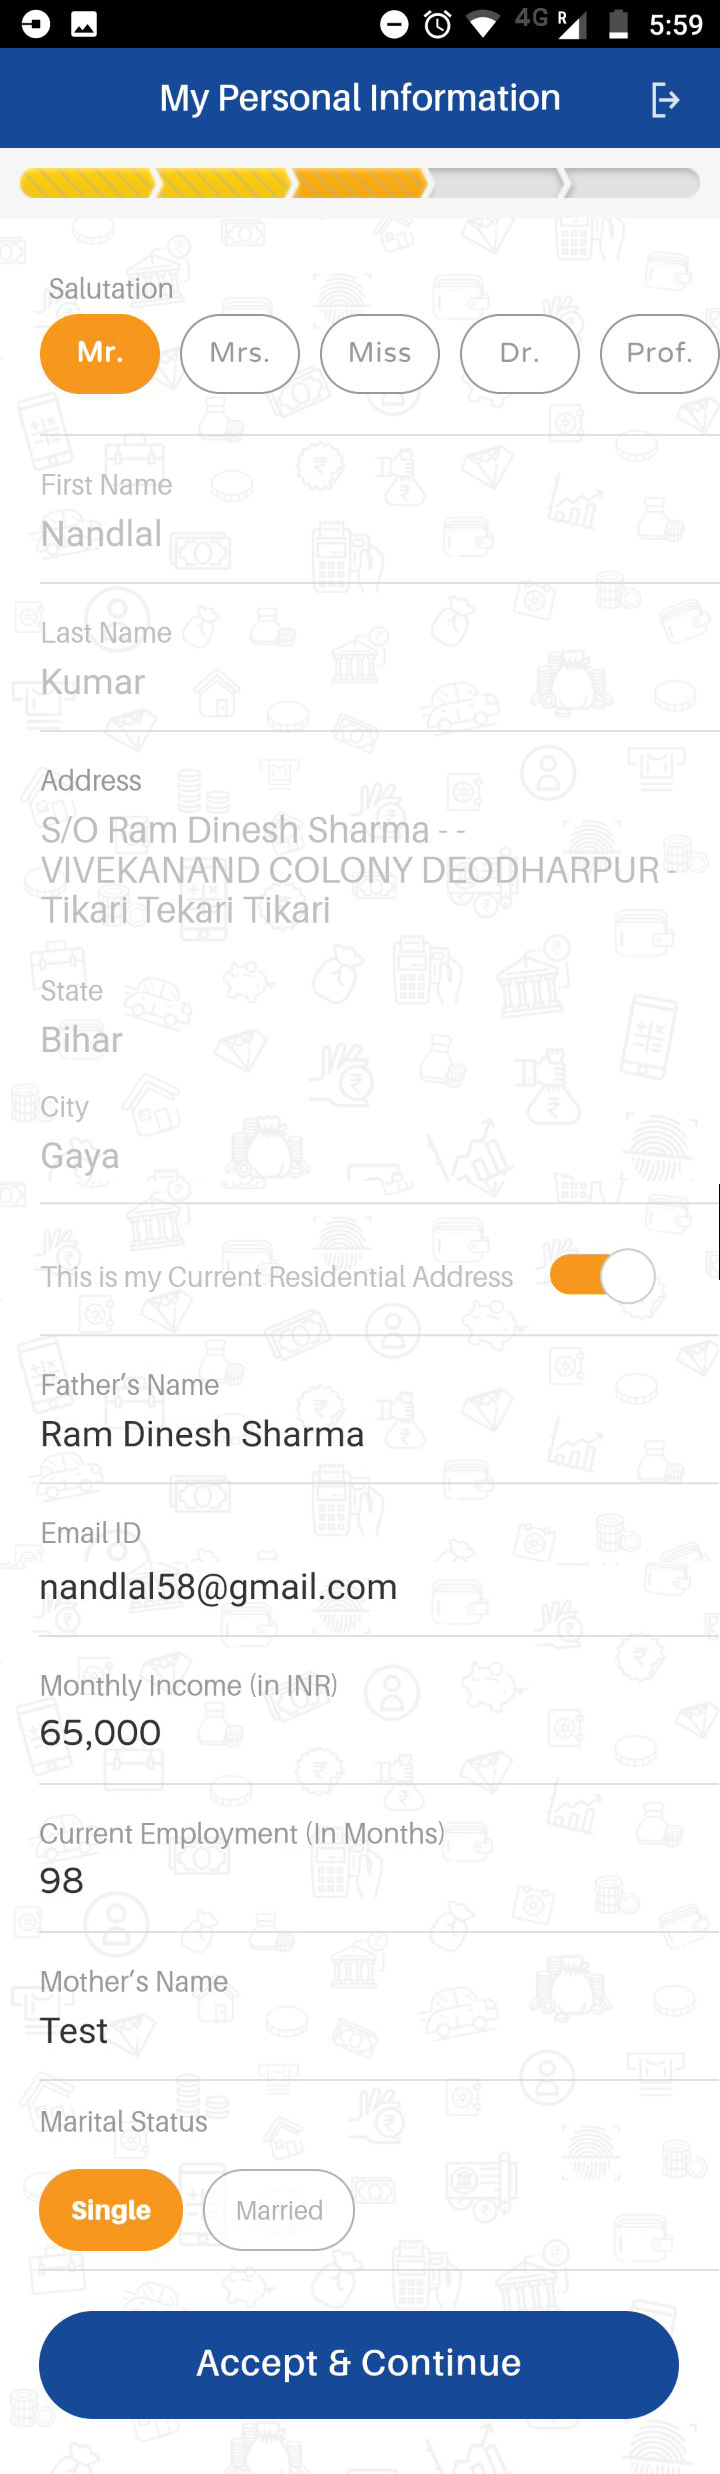 4G R 5:59
My Personal Information
Salutation
Mr. Mrs. Miss Dr. Prof.
First Name
Nandlal
Last Name
Kumar
Address
S/O Ram Dinesh Sharma - -
VIVEKANAND COLONY DEODHARPUR -
Tikari Tekari Tikari
State
Bihar
City
Gaya
This is my Current Residential Address
Father's Name
Ram Dinesh Sharma
Email ID
nandlal58@gmail.com
Monthly Income (in INR)
65,000
Current Employment (In Months)
98
Mother's Name
Test
Marital Status
Single Married
Accept & Continue